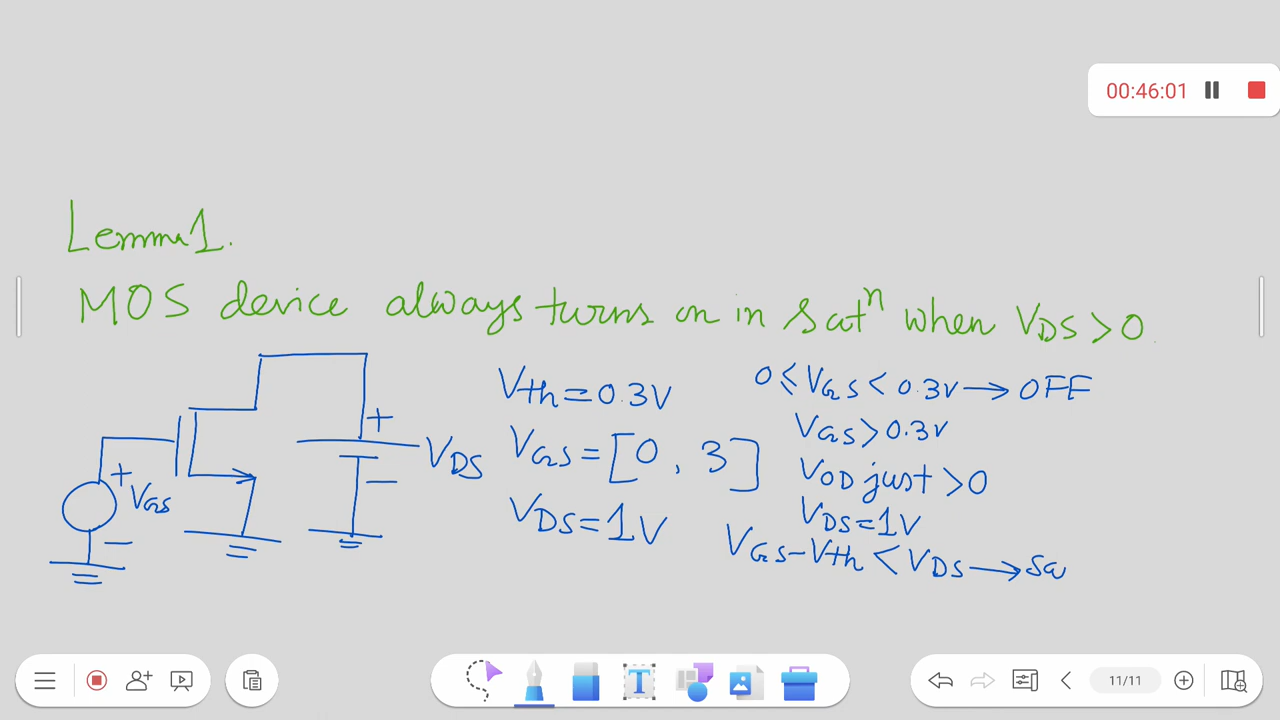 00:46:01
Lemma 1.
MOS device always turns on in satⁿ when VDS > 0.
+
VGS
−
+
VDS
−
Vth = 0.3V
VGS = [0, 3]
VDS = 1V
0 ≤ VGS < 0.3V → OFF
VGS > 0.3V
VOD just > 0
VDS = 1V
VGS − Vth < VDS → sa
T
11/11